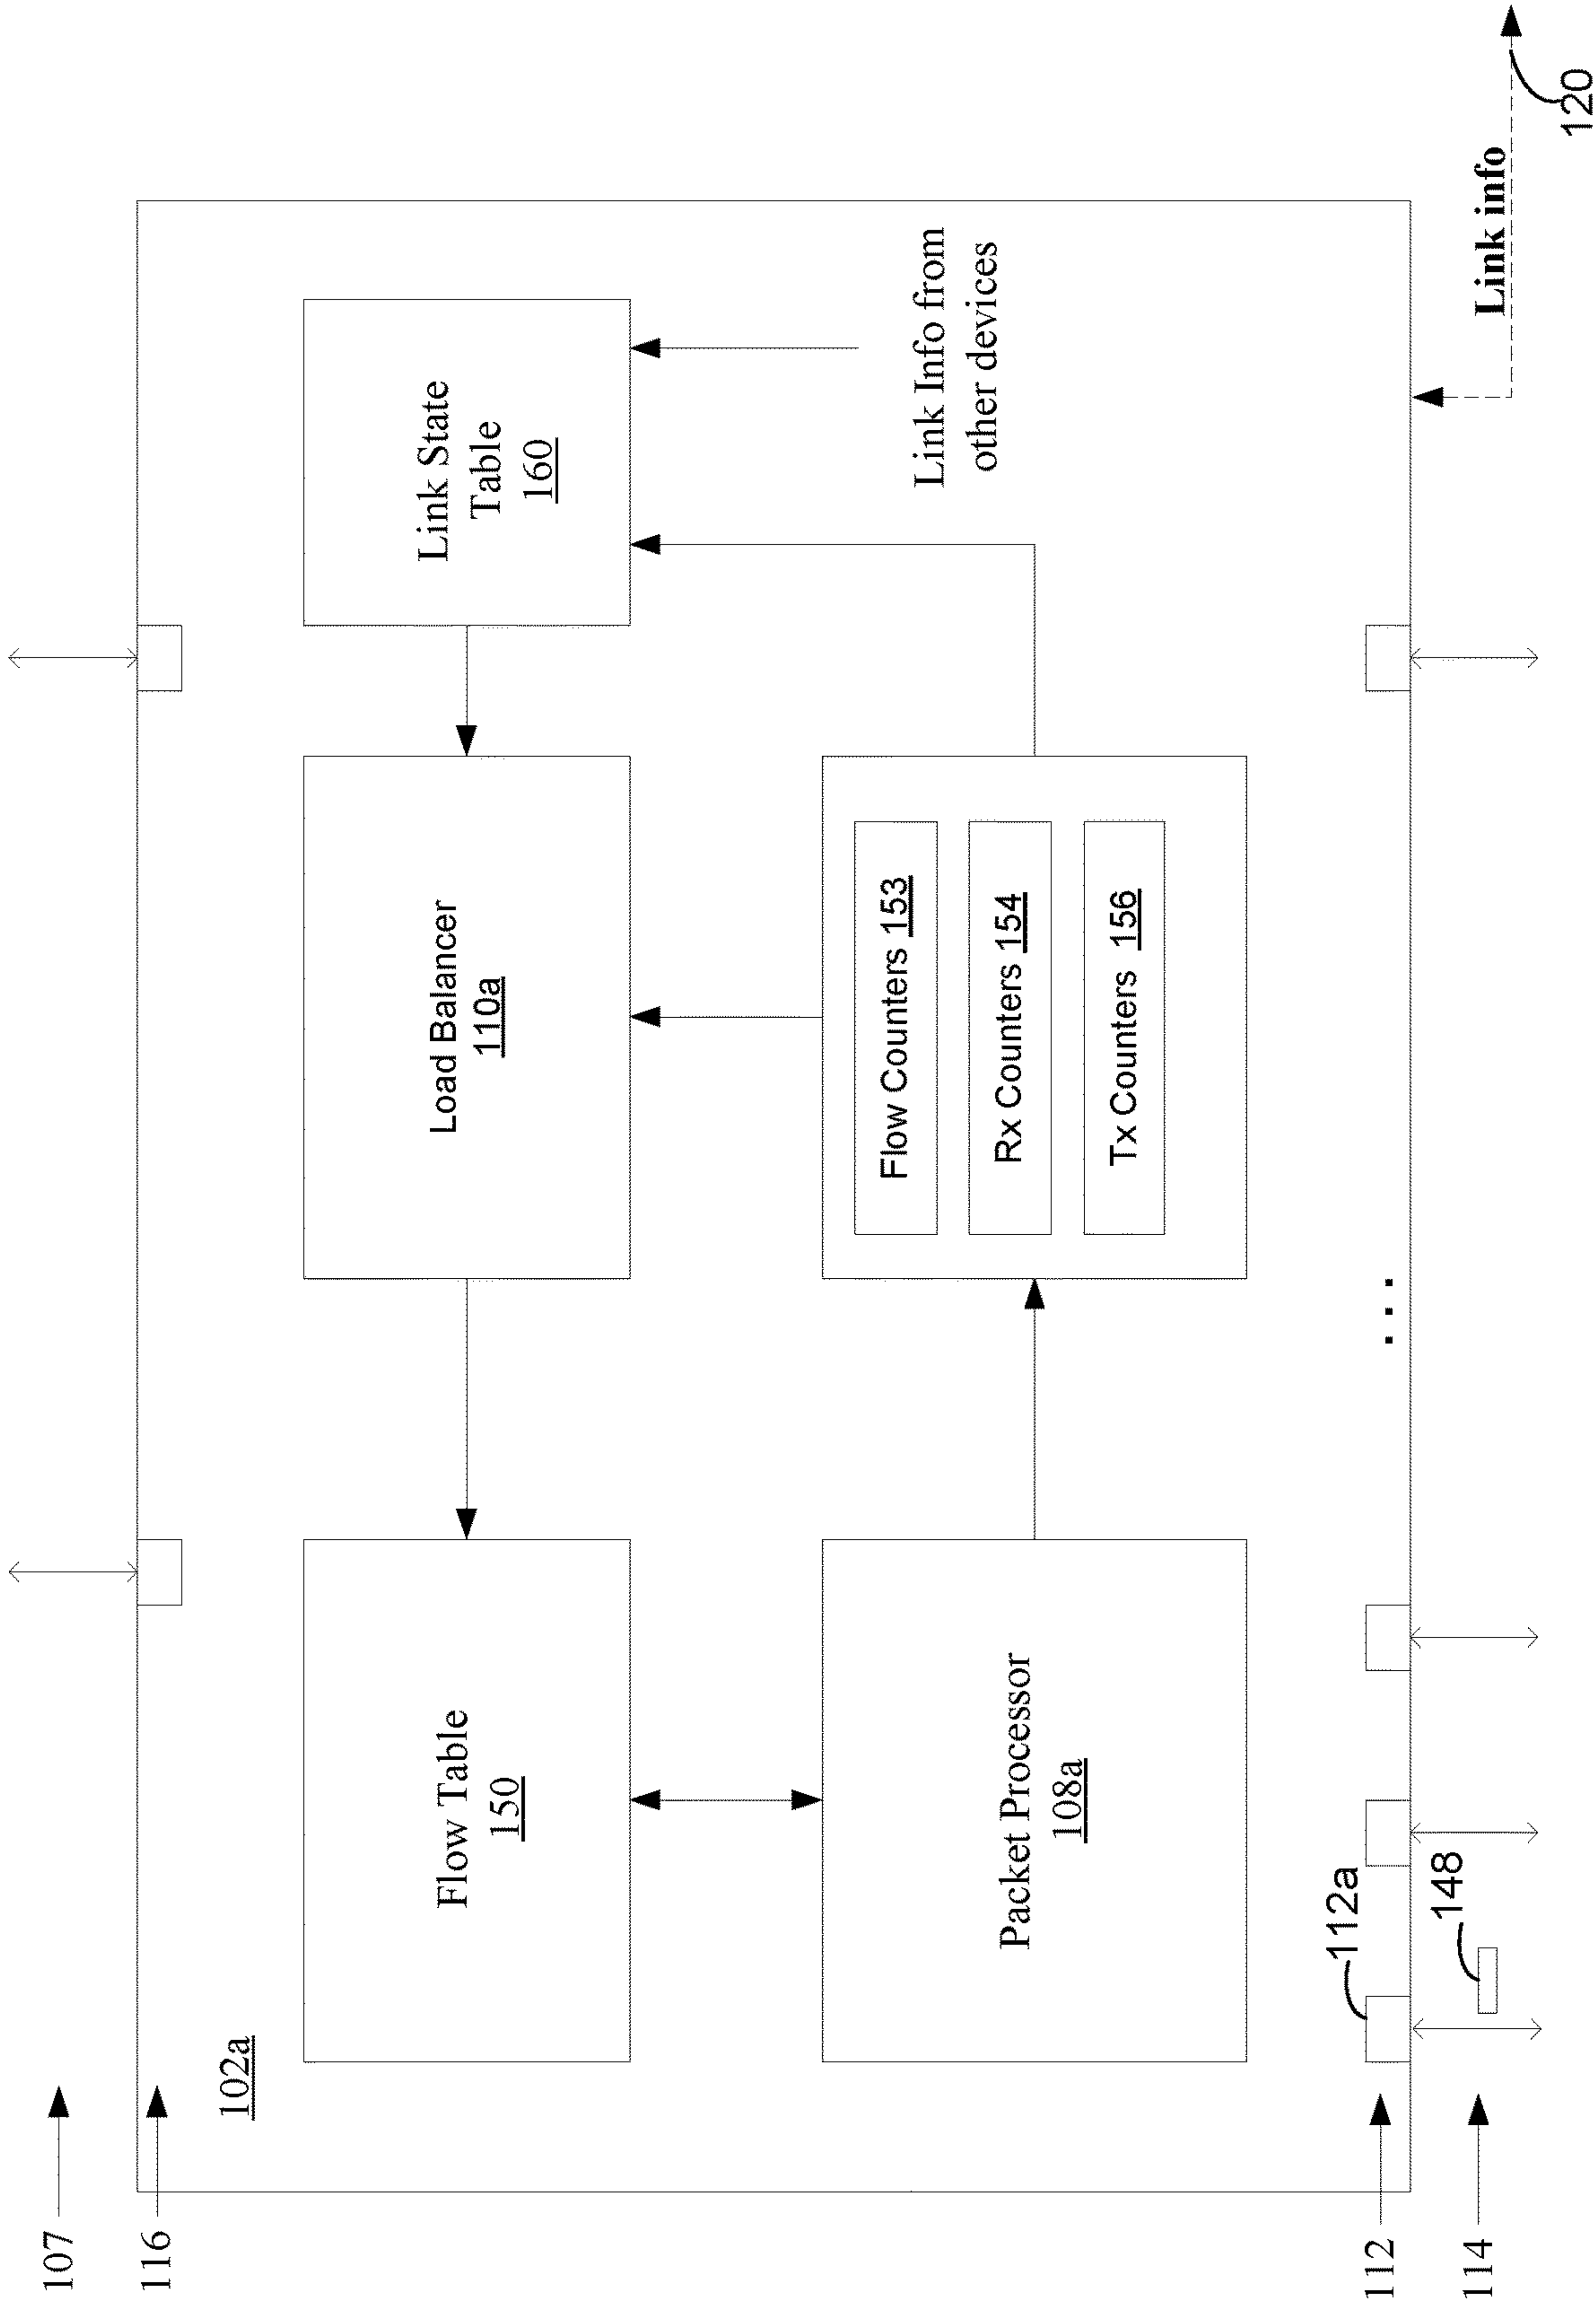 107
116
102a
Flow Table
150
Load Balancer
110a
Link State
Table
160
Packet Processor
108a
Flow Counters 153
Rx Counters 154
Tx Counters 156
Link Info from
other devices
112a
...
112
148
114
Link info
120